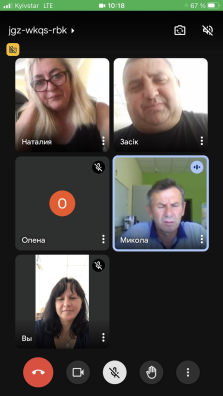 Kyivstar LTE 10:18 67 %
jgz-wkqs-rbk
Наталия Засік
О
Олена Микола
Вы